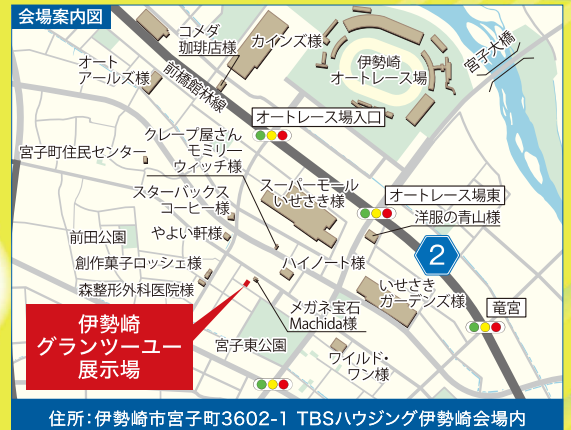 会場案内図
コメダ
珈琲店様
カインズ様
伊勢崎
オートレース場
宮子大橋
オート
アールズ様
前橋館林線
オートレース場入口
クレープ屋さん
モミリー
ウィッチ様
宮子町住民センター
スターバックス
コーヒー様
スーパーモール
いせさき様
オートレース場東
洋服の青山様
前田公園
やよい軒様
2
創作菓子ロッシェ様
ハイノート様
森整形外科医院様
いせさき
ガーデンズ様
メガネ宝石
Machida様
竜宮
伊勢崎
グランツーユー
展示場
宮子東公園
ワイルド・
ワン様
住所：伊勢崎市宮子町3602-1 TBSハウジング伊勢崎会場内